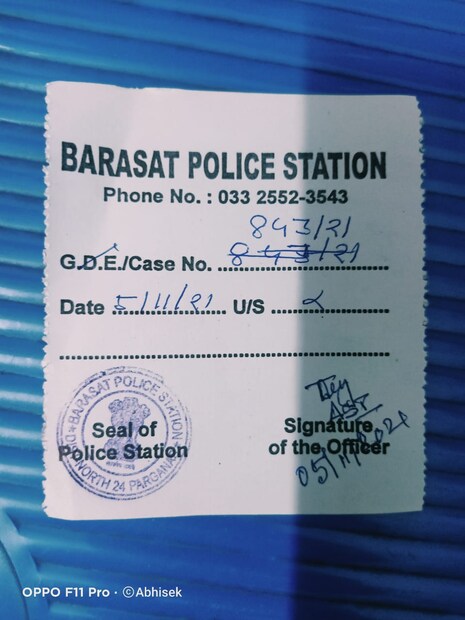 BARASAT POLICE STATION
Phone No. : 033 2552-3543
843/21
G.D.E./Case No. 843/21
Date 5/11/21 U/S
BARASAT POLICE STATION
NORTH 24 PARGANAS
Seal of
Police Station
ASI
Signature
of the Officer
05/11/2021
OPPO F11 Pro · ©Abhisek